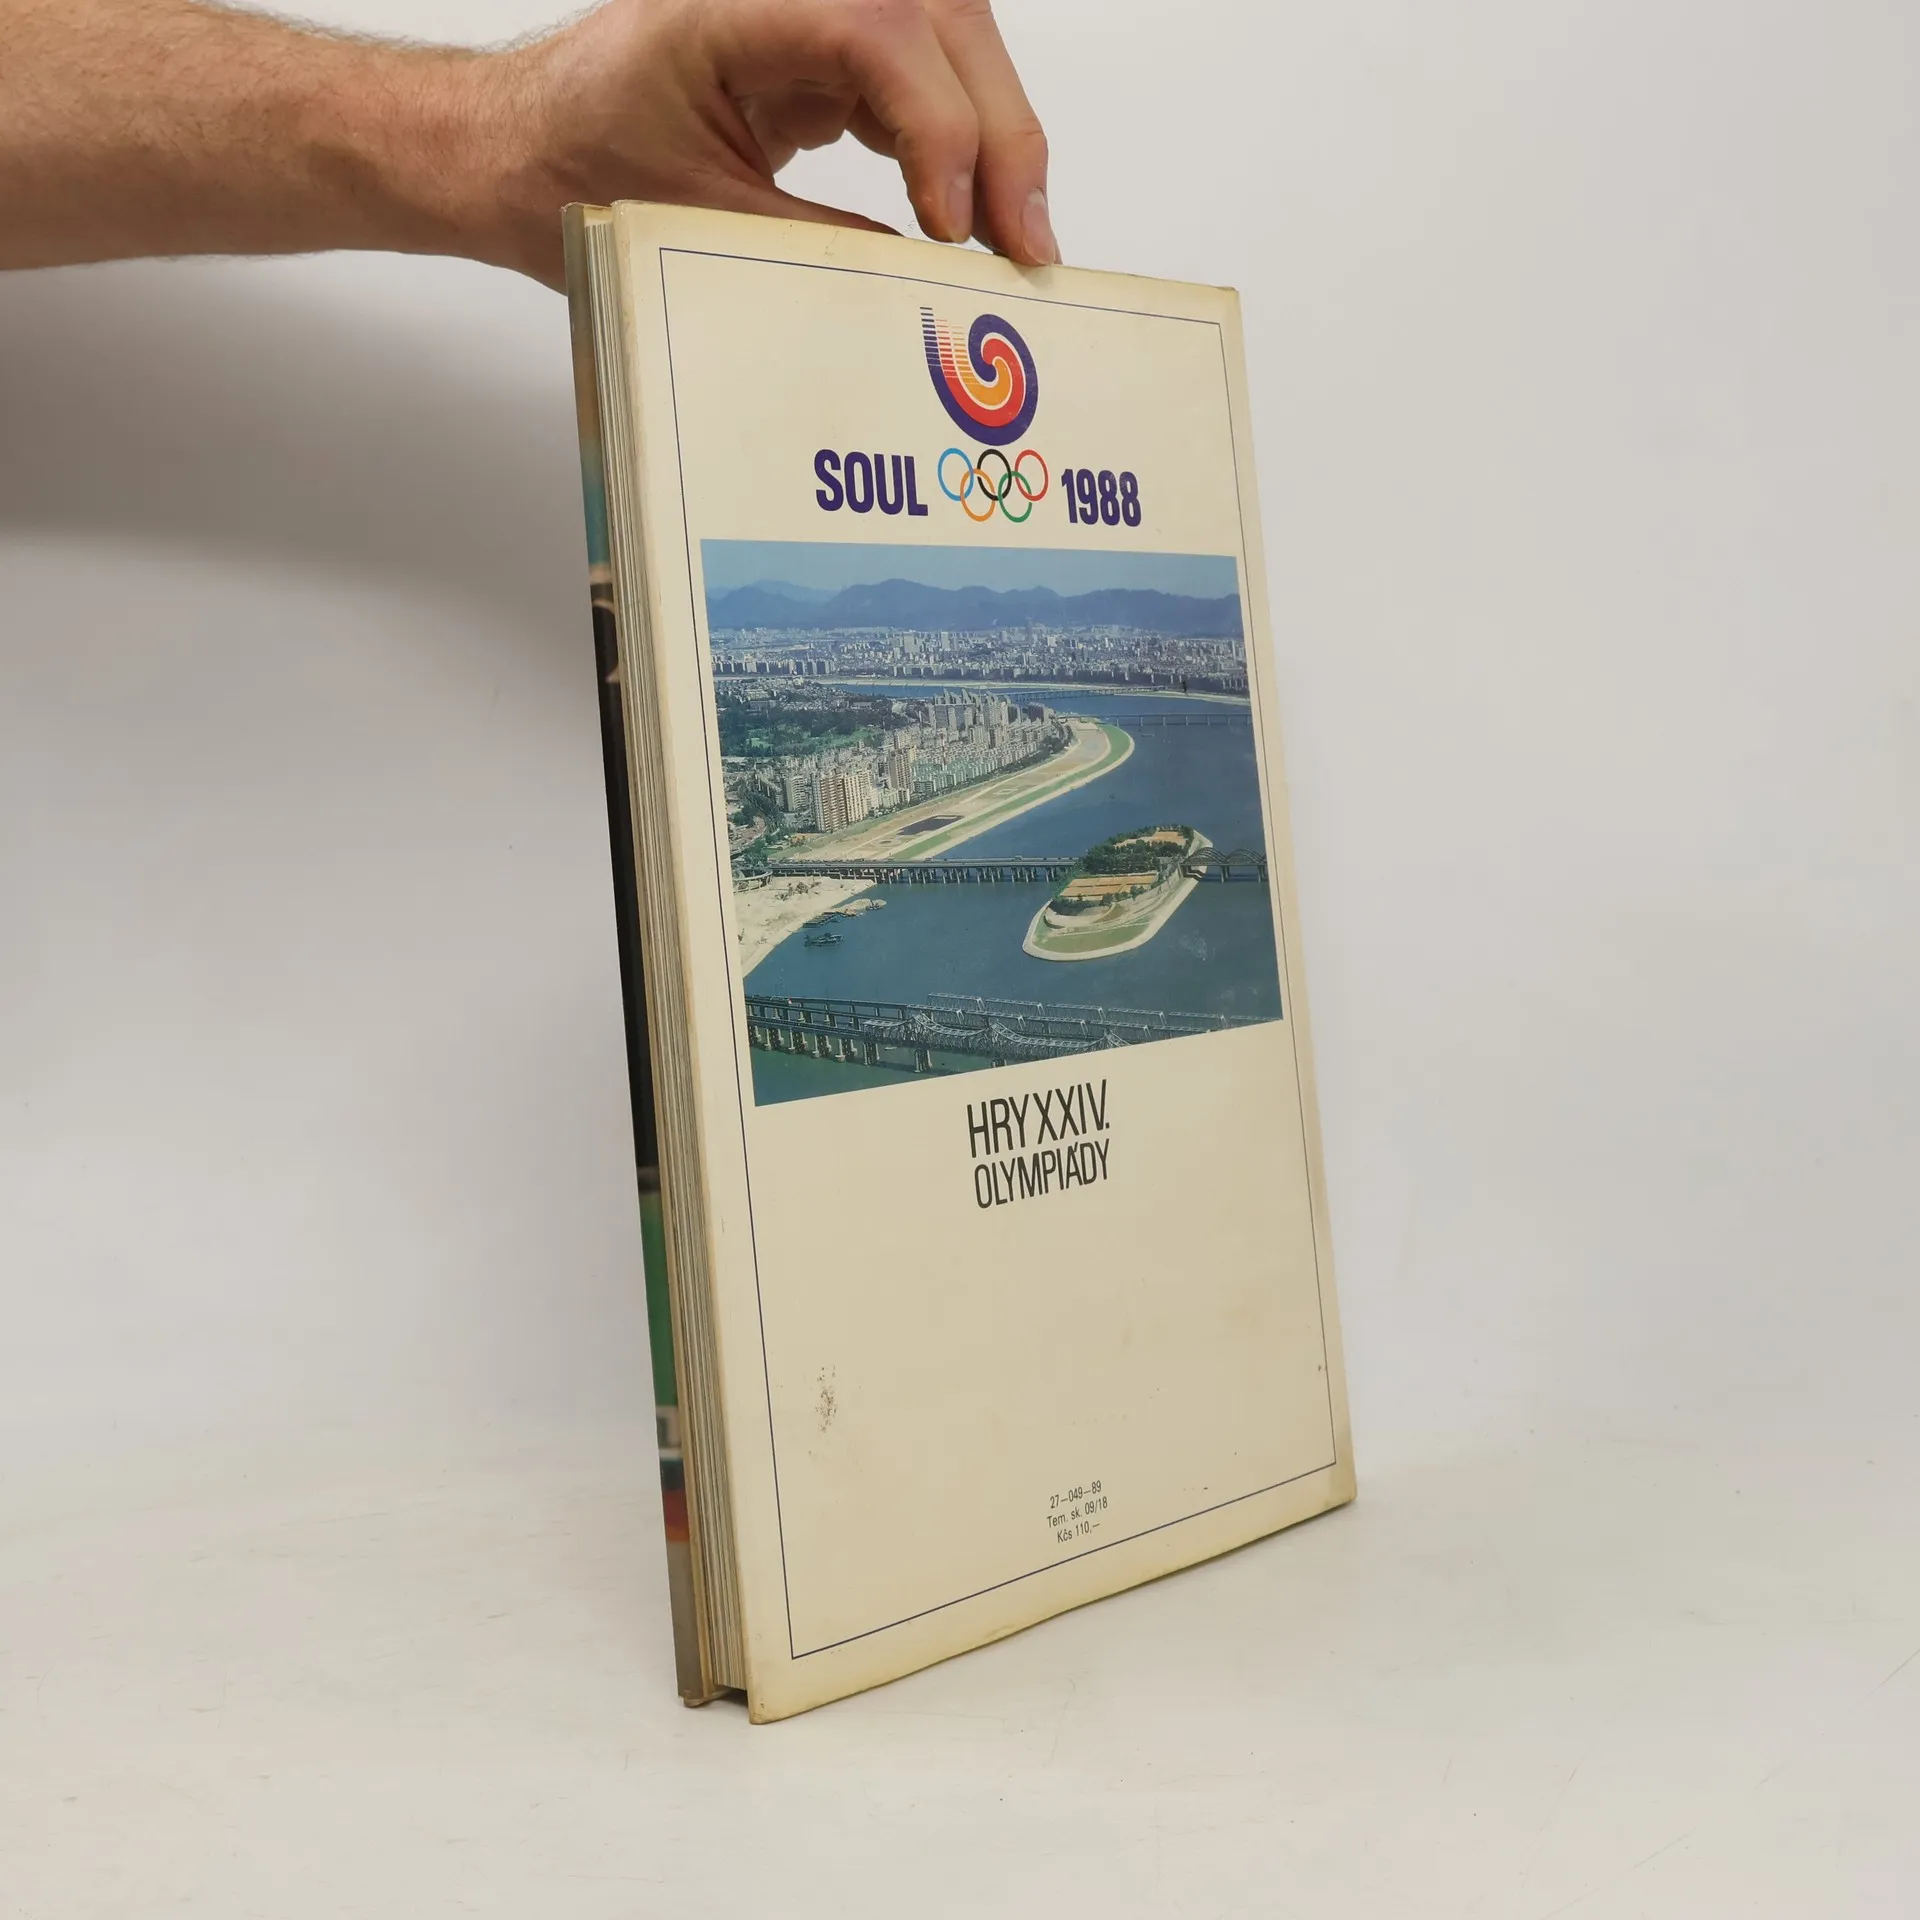 SOUL 1988
HRY XXIV.
OLYMPIÁDY
27—049—89
Tem. sk. 09/18
Kčs 110,—